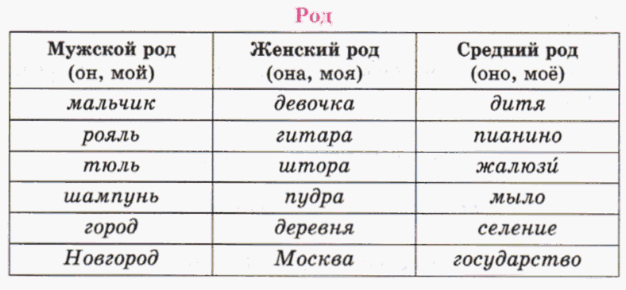 Род
Мужской род Женский род Средний род
(он, мой) (она, моя) (оно, моё)
мальчик девочка дитя
рояль гитара пианино
тюль штора жалюзи́
шампунь пудра мыло
город деревня селение
Новгород Москва государство